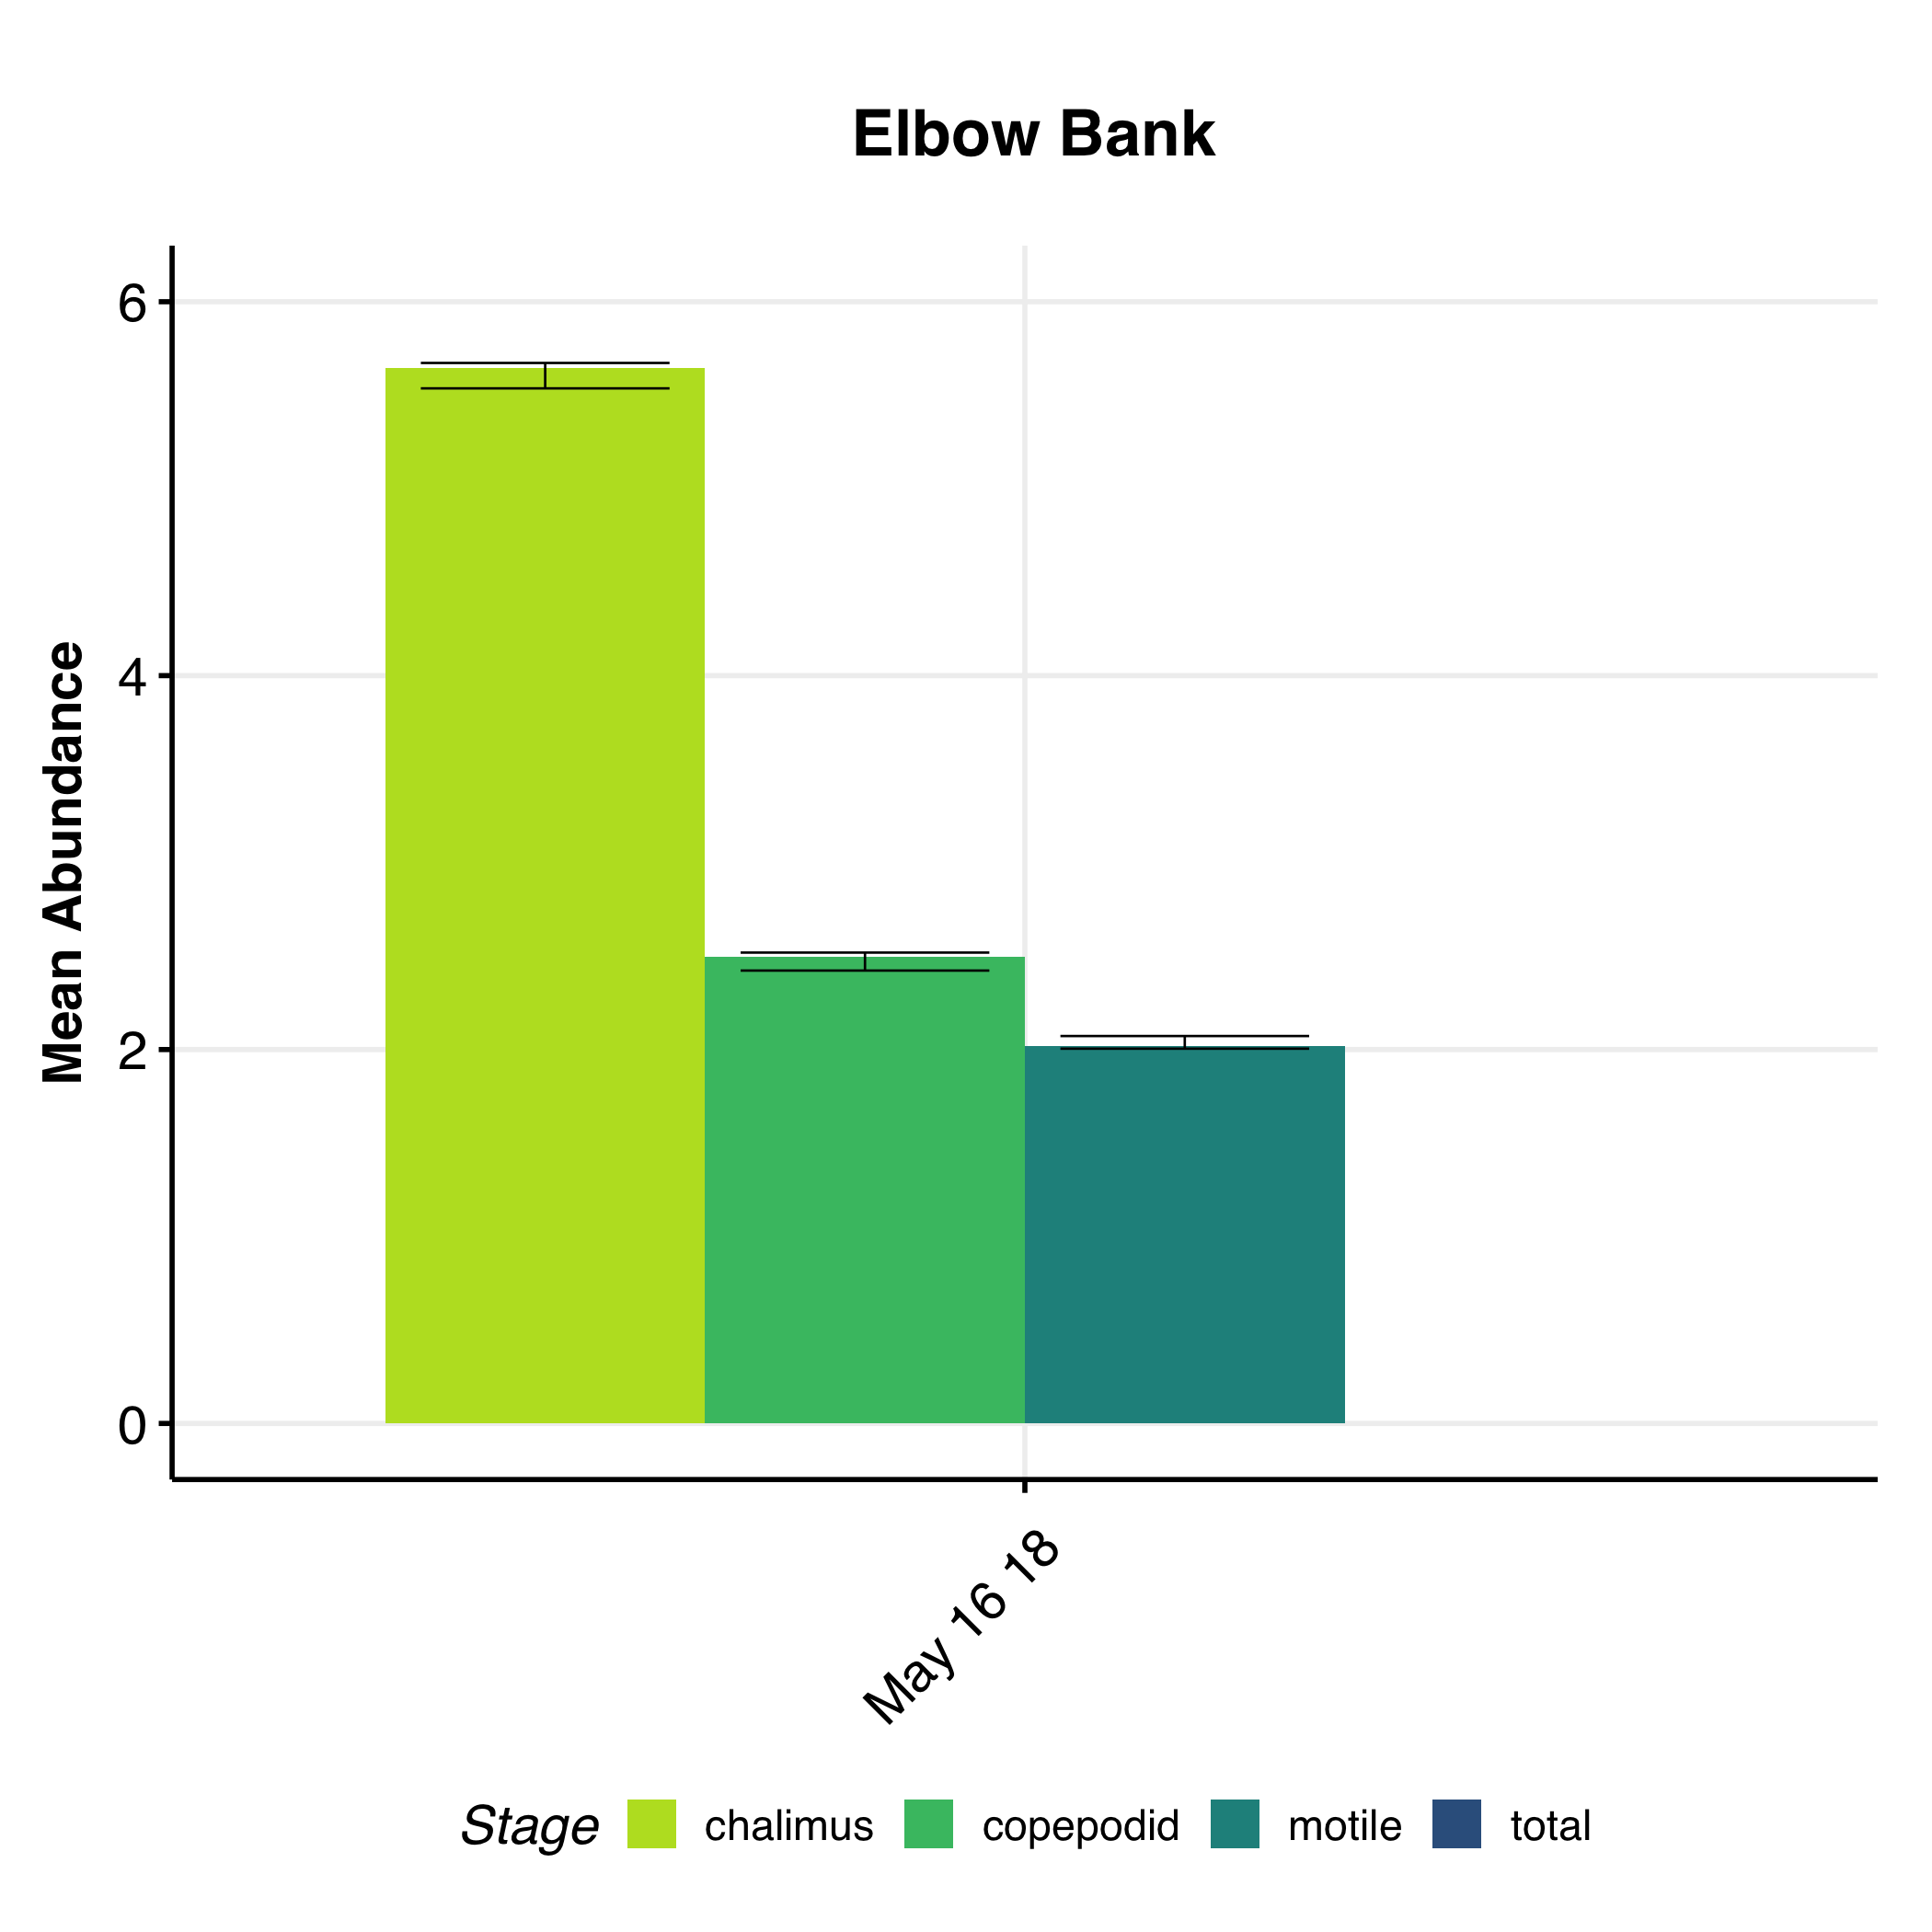 Elbow Bank
Mean Abundance
6
4
2
0
May 16 18
Stage chalimus copepodid motile total